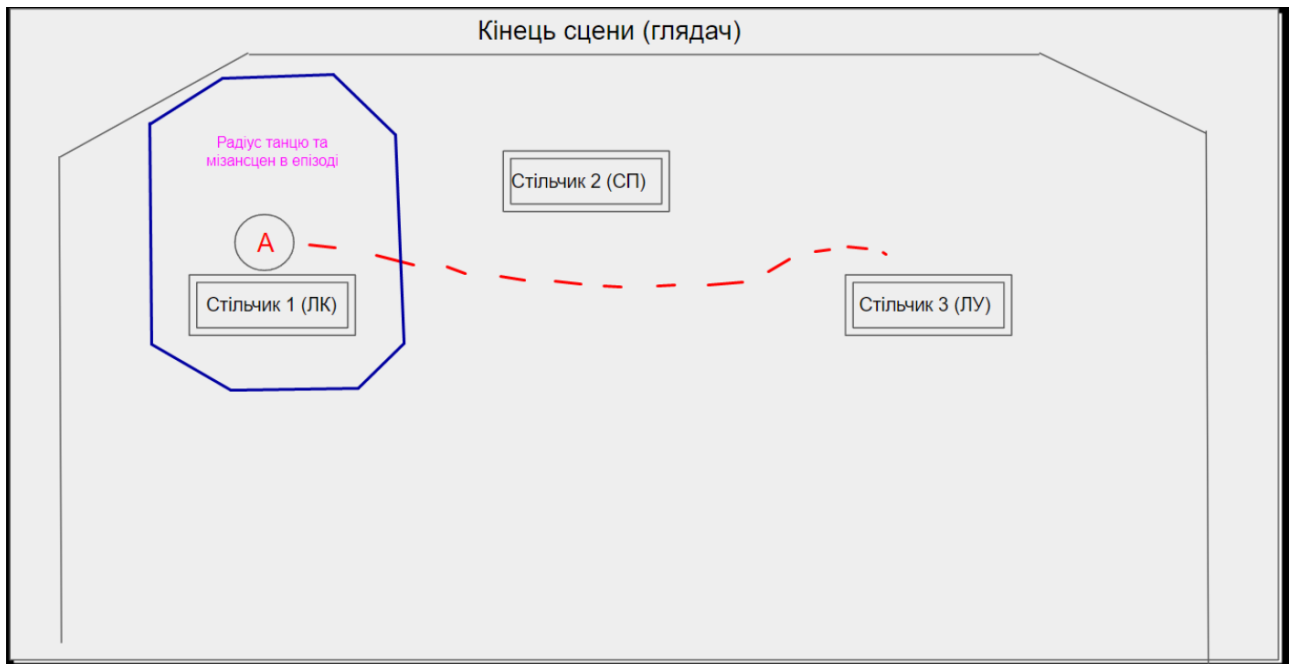 Кінець сцени (глядач)
Радіус танцю та
мізансцен в епізоді
Стільчик 2 (СП)
А
Стільчик 1 (ЛК)
Стільчик 3 (ЛУ)